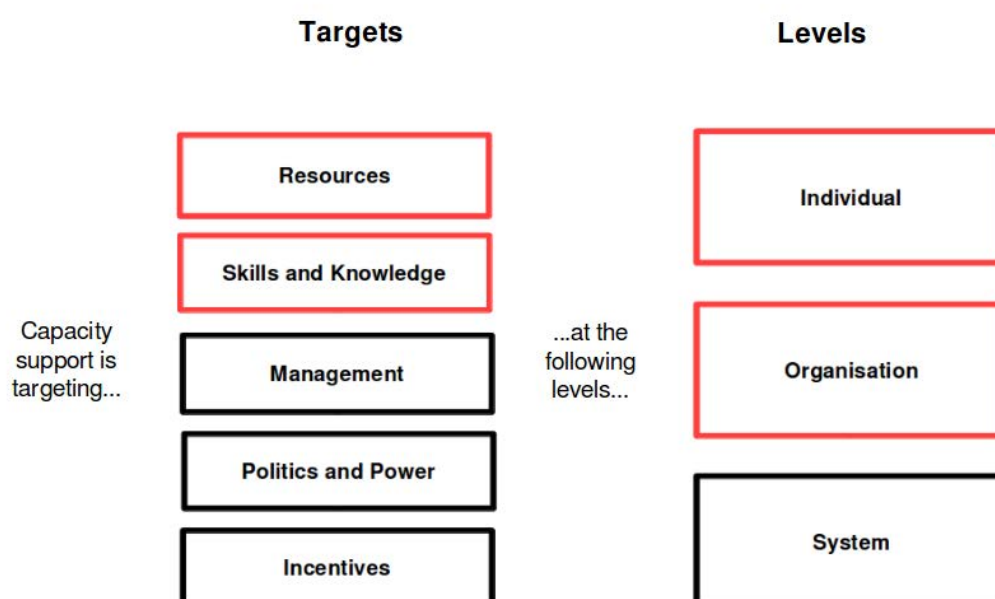 Targets
Levels
Resources
Skills and Knowledge
Management
Politics and Power
Incentives
Capacity
support is
targeting...
...at the
following
levels...
Individual
Organisation
System